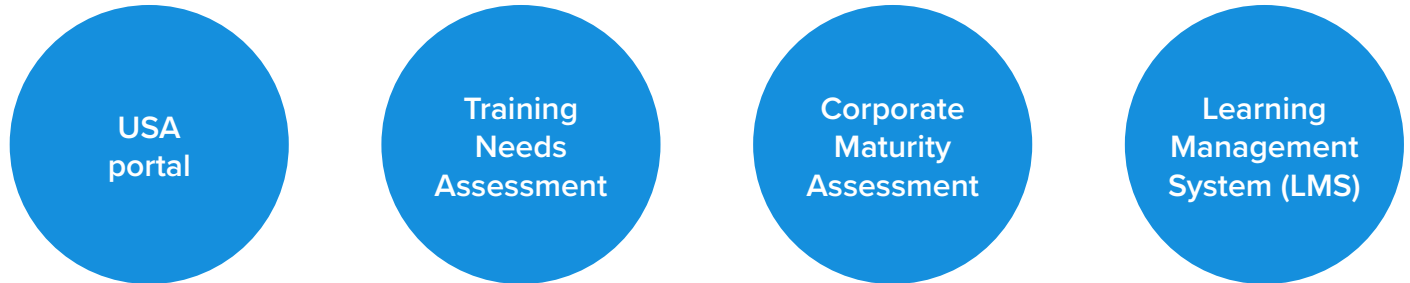 USA
portal
Training
Needs
Assessment
Corporate
Maturity
Assessment
Learning
Management
System (LMS)